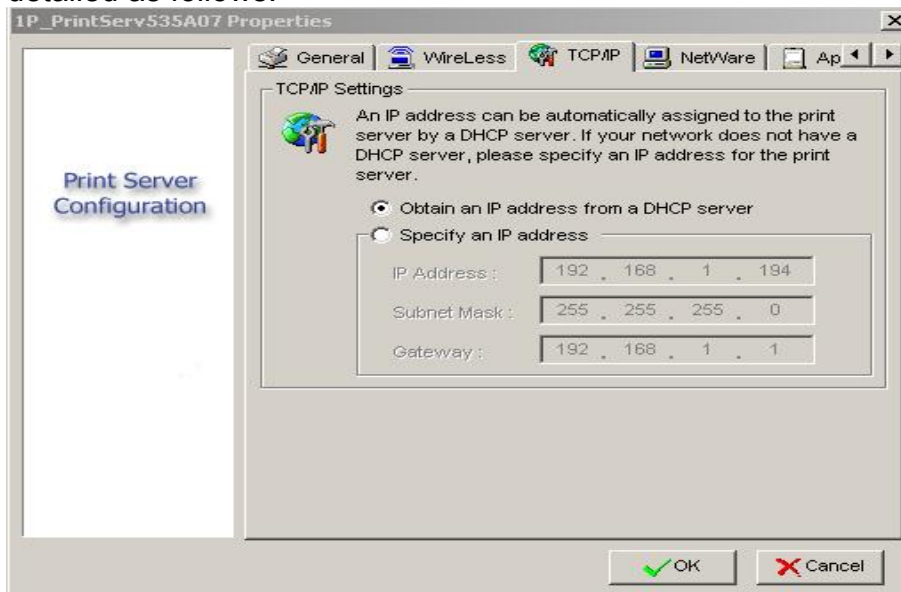 detailed as follows:
1P_PrintServ535A07 Properties
General WireLess TCP/IP NetWare Ap
TCP/IP Settings
An IP address can be automatically assigned to the print
server by a DHCP server. If your network does not have a
DHCP server, please specify an IP address for the print
server.
Print Server
Configuration
Obtain an IP address from a DHCP server
Specify an IP address
IP Address : 192 . 168 . 1 . 194
Subnet Mask : 255 . 255 . 255 . 0
Gateway : 192 . 168 . 1 . 1
OK Cancel